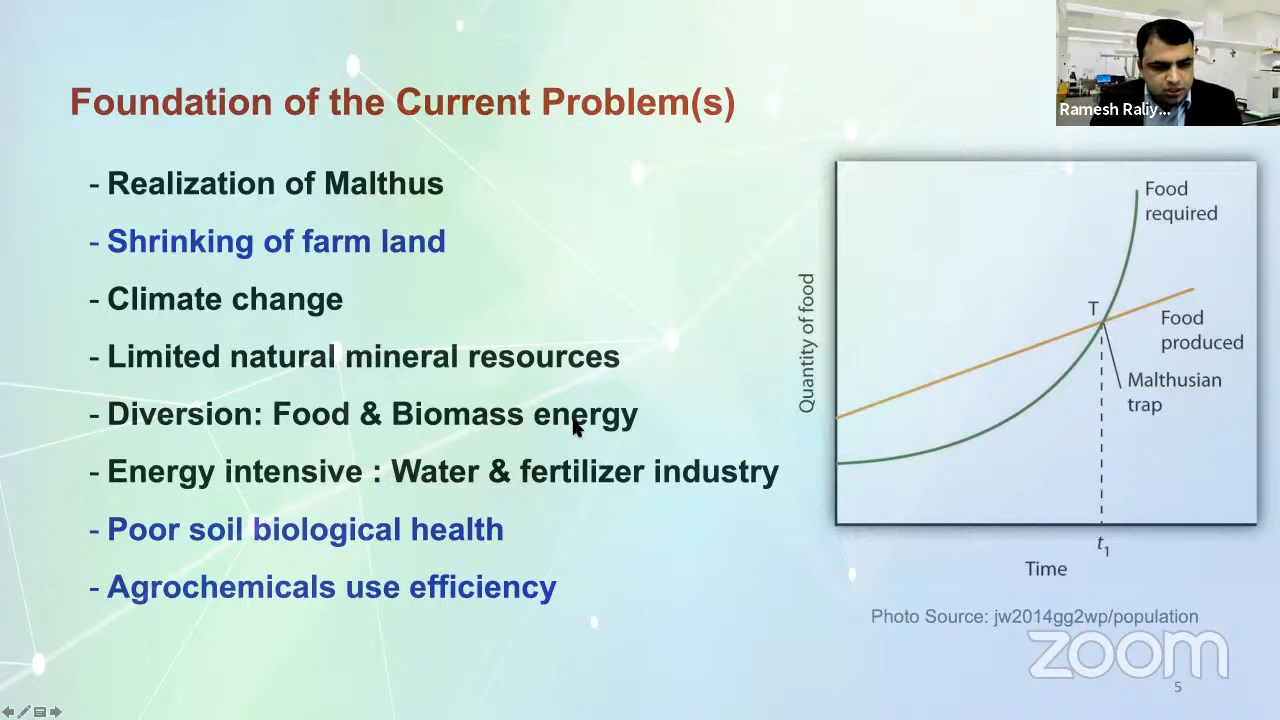 Foundation of the Current Problem(s)
Ramesh Raliy...
- Realization of Malthus
- Shrinking of farm land
- Climate change
- Limited natural mineral resources
- Diversion: Food & Biomass energy
- Energy intensive : Water & fertilizer industry
- Poor soil biological health
- Agrochemicals use efficiency
Quantity of food
Food
required
T
Food
produced
Malthusian
trap
t1
Time
Photo Source: jw2014gg2wp/population
zoom
5